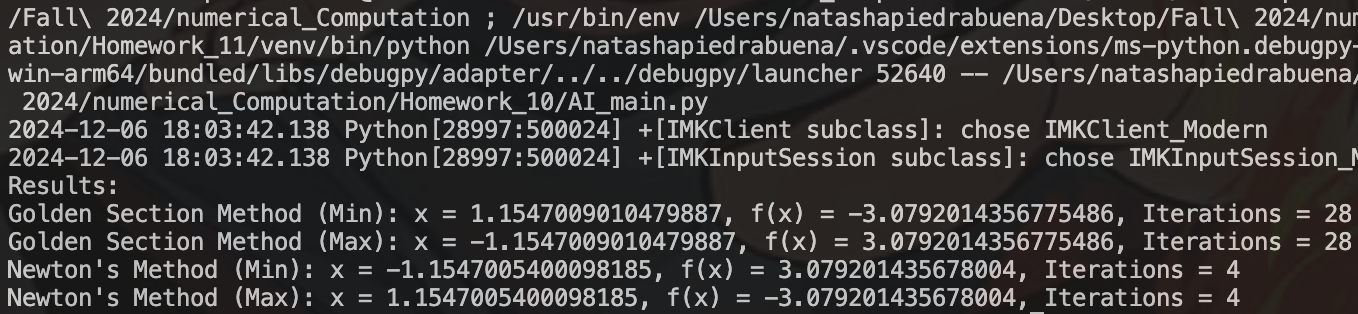 /Fall\ 2024/numerical_Computation ; /usr/bin/env /Users/natashapiedrabuena/Desktop/Fall\ 2024/num
ation/Homework_11/venv/bin/python /Users/natashapiedrabuena/.vscode/extensions/ms-python.debugpy-
win-arm64/bundled/libs/debugpy/adapter/../../debugpy/launcher 52640 -- /Users/natashapiedrabuena/
2024/numerical_Computation/Homework_10/AI_main.py
2024-12-06 18:03:42.138 Python[28997:500024] +[IMKClient subclass]: chose IMKClient_Modern
2024-12-06 18:03:42.138 Python[28997:500024] +[IMKInputSession subclass]: chose IMKInputSession_M
Results:
Golden Section Method (Min): x = 1.1547009010479887, f(x) = -3.0792014356775486, Iterations = 28
Golden Section Method (Max): x = -1.1547009010479887, f(x) = 3.0792014356775486, Iterations = 28
Newton's Method (Min): x = -1.1547005400098185, f(x) = 3.079201435678004, Iterations = 4
Newton's Method (Max): x = 1.1547005400098185, f(x) = -3.079201435678004, Iterations = 4